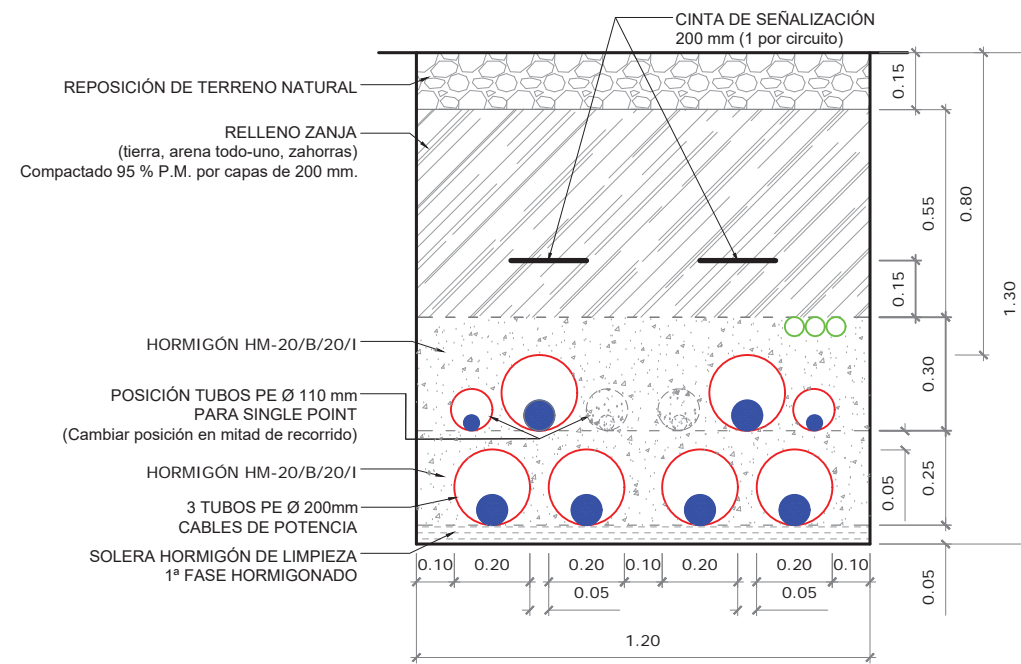 CINTA DE SEÑALIZACIÓN
200 mm (1 por circuito)
REPOSICIÓN DE TERRENO NATURAL
RELLENO ZANJA
(tierra, arena todo-uno, zahorras)
Compactado 95 % P.M. por capas de 200 mm.
HORMIGÓN HM-20/B/20/I
POSICIÓN TUBOS PE Ø 110 mm
PARA SINGLE POINT
(Cambiar posición en mitad de recorrido)
HORMIGÓN HM-20/B/20/I
3 TUBOS PE Ø 200mm
CABLES DE POTENCIA
SOLERA HORMIGÓN DE LIMPIEZA
1ª FASE HORMIGONADO
0.15
0.55
0.80
0.15
1.30
0.30
0.05
0.25
0.05
0.10 0.20 0.20 0.10 0.20 0.20 0.10
0.05 0.05
1.20